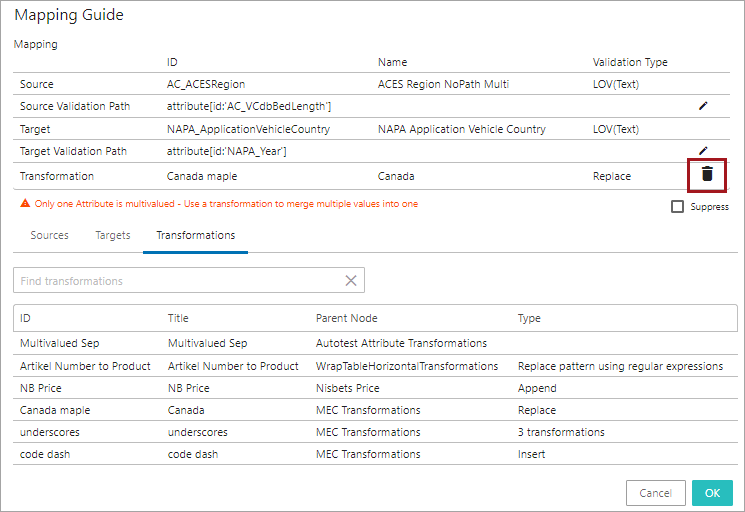 Mapping Guide
Mapping
ID Name Validation Type
Source AC_ACESRegion ACES Region NoPath Multi LOV(Text)
Source Validation Path attribute[id:'AC_VCdbBedLength']
Target NAPA_ApplicationVehicleCountry NAPA Application Vehicle Country LOV(Text)
Target Validation Path attribute[id:'NAPA_Year']
Transformation Canada maple Canada Replace
Only one Attribute is multivalued - Use a transformation to merge multiple values into one Suppress
Sources Targets Transformations
Find transformations
ID Title Parent Node Type
Multivalued Sep Multivalued Sep Autotest Attribute Transformations
Artikel Number to Product Artikel Number to Product WrapTableHorizontalTransformations Replace pattern using regular expressions
NB Price NB Price Nisbets Price Append
Canada maple Canada MEC Transformations Replace
underscores underscores MEC Transformations 3 transformations
code dash code dash MEC Transformations Insert
Cancel OK